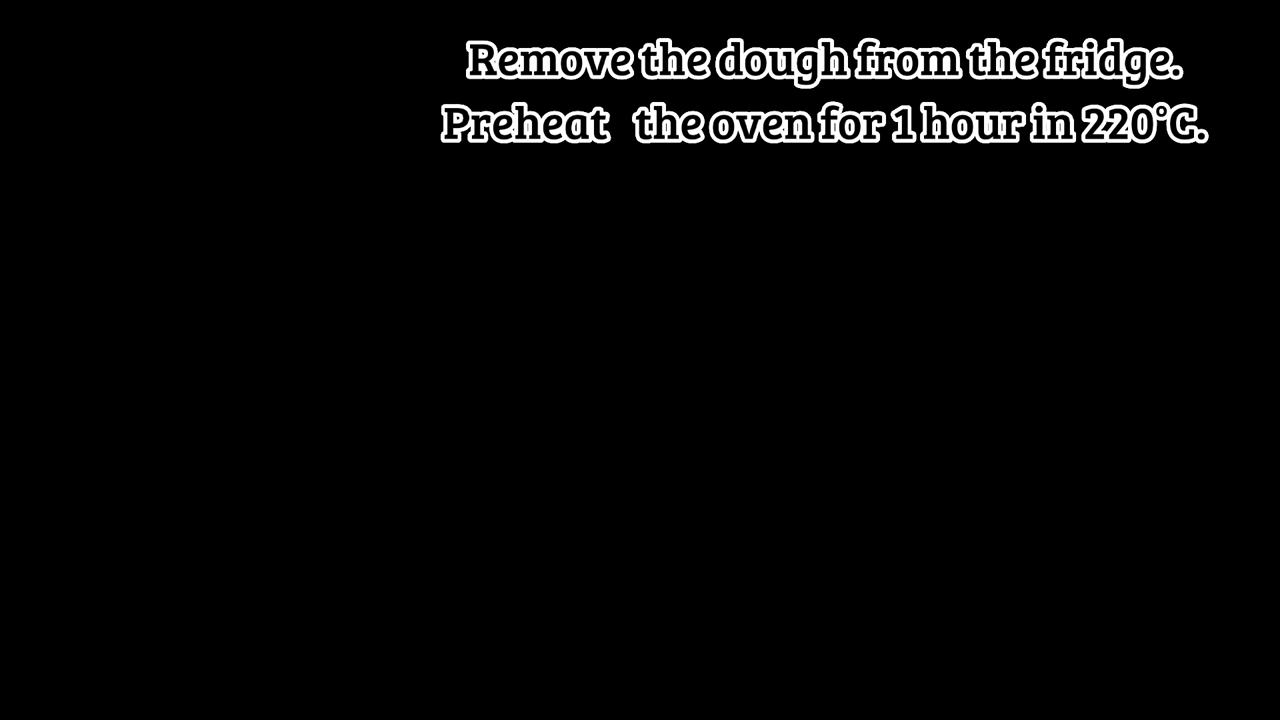 Remove the dough from the fridge.
Preheat the oven for 1 hour in 220°C.